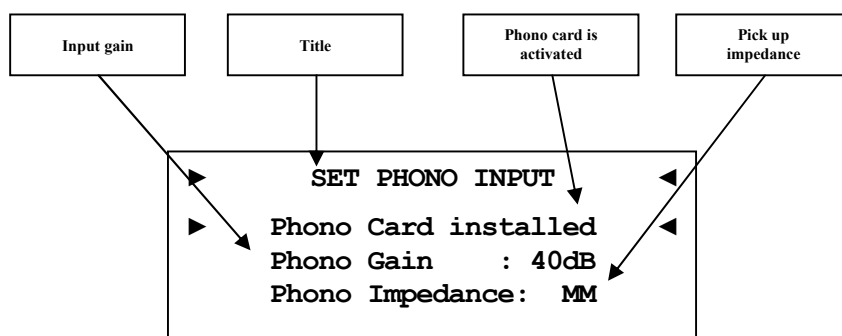 Input gain
Title
Phono card is
activated
Pick up
impedance
► SET PHONO INPUT ◄
► Phono Card installed ◄
Phono Gain : 40dB
Phono Impedance: MM